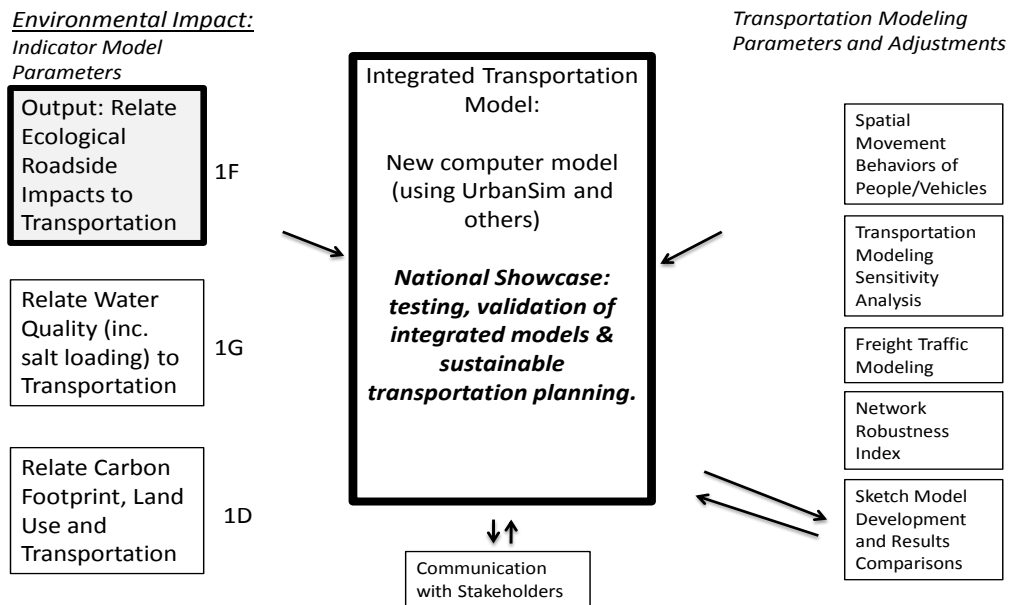 Environmental Impact:
Indicator Model
Parameters
Output: Relate
Ecological
Roadside
Impacts to
Transportation
1F
Relate Water
Quality (inc.
salt loading) to
Transportation
1G
Relate Carbon
Footprint, Land
Use and
Transportation
1D
Integrated Transportation
Model:
New computer model
(using UrbanSim and
others)
National Showcase:
testing, validation of
integrated models &
sustainable
transportation planning.
Communication
with Stakeholders
Transportation Modeling
Parameters and Adjustments
Spatial
Movement
Behaviors of
People/Vehicles
Transportation
Modeling
Sensitivity
Analysis
Freight Traffic
Modeling
Network
Robustness
Index
Sketch Model
Development
and Results
Comparisons